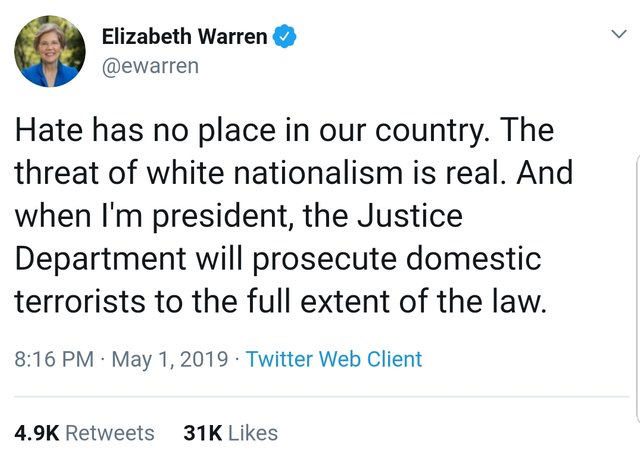 Elizabeth Warren
@ewarren
Hate has no place in our country. The
threat of white nationalism is real. And
when I'm president, the Justice
Department will prosecute domestic
terrorists to the full extent of the law.
8:16 PM · May 1, 2019 · Twitter Web Client
4.9K Retweets 31K Likes